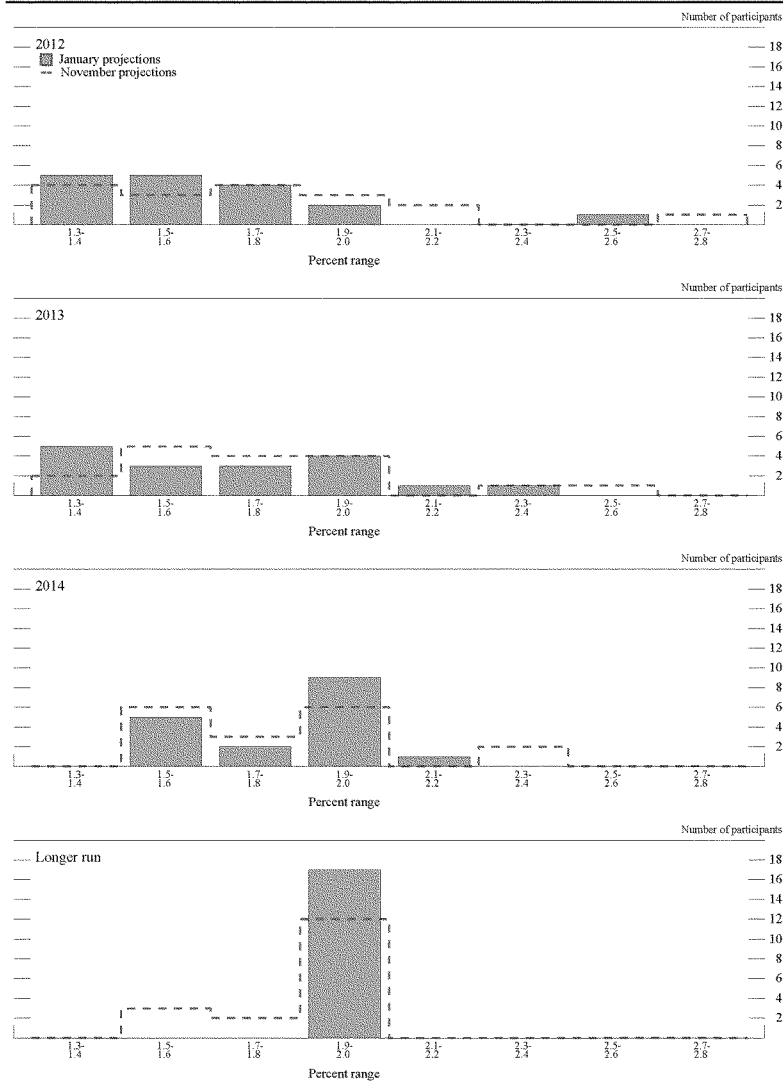 Number of participants
2012
January projections
November projections
18
16
14
12
10
8
6
4
2
1.3- 1.5- 1.7- 1.9- 2.1- 2.3- 2.5- 2.7-
1.4 1.6 1.8 2.0 2.2 2.4 2.6 2.8
Percent range
Number of participants
2013
18
16
14
12
10
8
6
4
2
1.3- 1.5- 1.7- 1.9- 2.1- 2.3- 2.5- 2.7-
1.4 1.6 1.8 2.0 2.2 2.4 2.6 2.8
Percent range
Number of participants
2014
18
16
14
12
10
8
6
4
2
1.3- 1.5- 1.7- 1.9- 2.1- 2.3- 2.5- 2.7-
1.4 1.6 1.8 2.0 2.2 2.4 2.6 2.8
Percent range
Number of participants
Longer run
18
16
14
12
10
8
6
4
2
1.3- 1.5- 1.7- 1.9- 2.1- 2.3- 2.5- 2.7-
1.4 1.6 1.8 2.0 2.2 2.4 2.6 2.8
Percent range